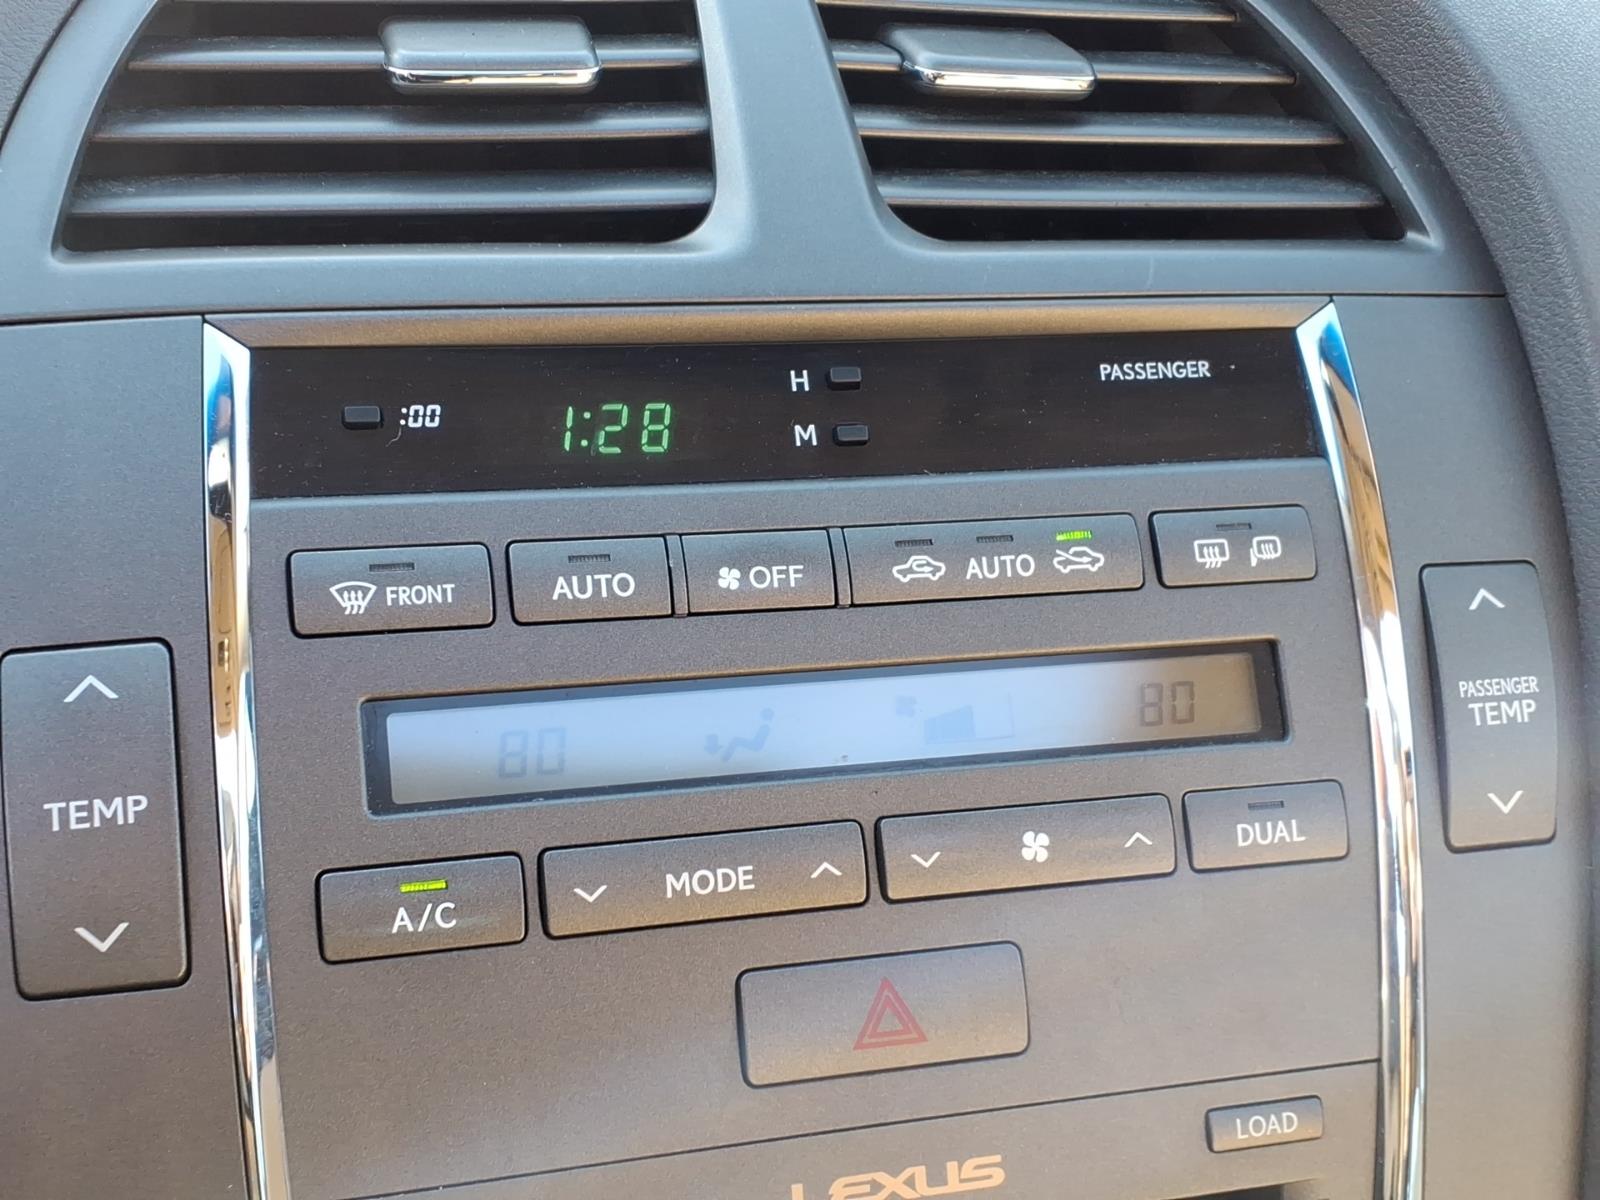 :00
1:28
H
M
PASSENGER
FRONT
AUTO
OFF
AUTO
TEMP
80
80
PASSENGER
TEMP
A/C
MODE
DUAL
LOAD
LEXUS